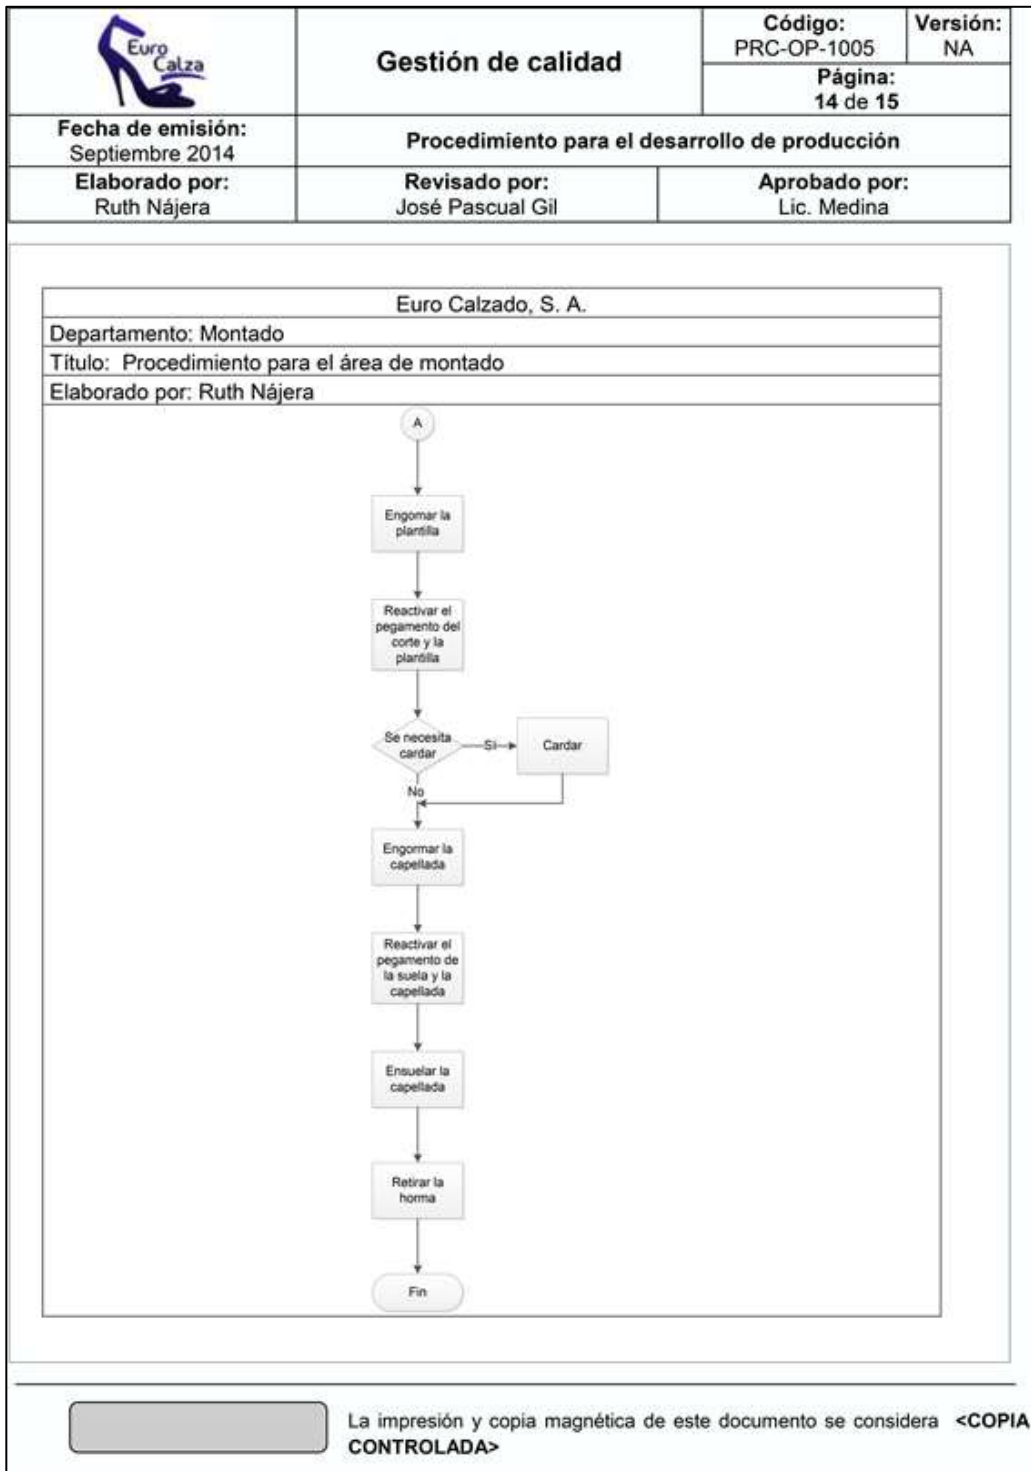 Euro
Calza
Gestión de calidad
Código:
PRC-OP-1005
Versión:
NA
Página:
14 de 15
Fecha de emisión:
Septiembre 2014
Procedimiento para el desarrollo de producción
Elaborado por:
Ruth Nájera
Revisado por:
José Pascual Gil
Aprobado por:
Lic. Medina
Euro Calzado, S. A.
Departamento: Montado
Título: Procedimiento para el área de montado
Elaborado por: Ruth Nájera
A
Engomar la
plantilla
Reactivar el
pegamento del
corte y la
plantilla
Se necesita
cardar
Si
Cardar
No
Engormar la
capellada
Reactivar el
pegamento de
la suela y la
capellada
Ensuelar la
capellada
Retirar la
horma
Fin
La impresión y copia magnética de este documento se considera <COPIA
CONTROLADA>